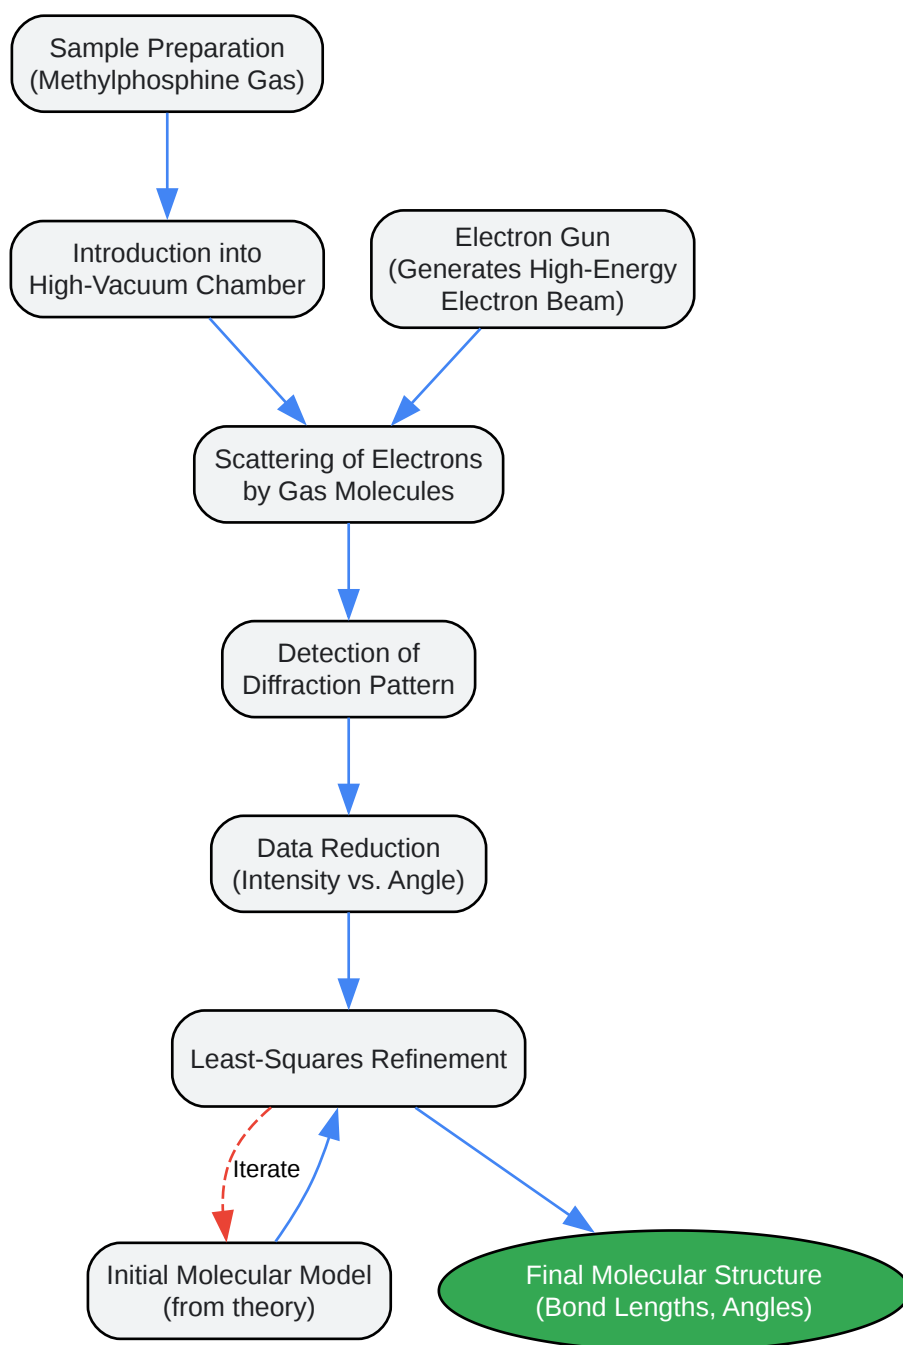 Sample Preparation
(Methylphosphine Gas)
Introduction into
High-Vacuum Chamber
Electron Gun
(Generates High-Energy
Electron Beam)
Scattering of Electrons
by Gas Molecules
Detection of
Diffraction Pattern
Data Reduction
(Intensity vs. Angle)
Least-Squares Refinement
Iterate
Initial Molecular Model
(from theory)
Final Molecular Structure
(Bond Lengths, Angles)